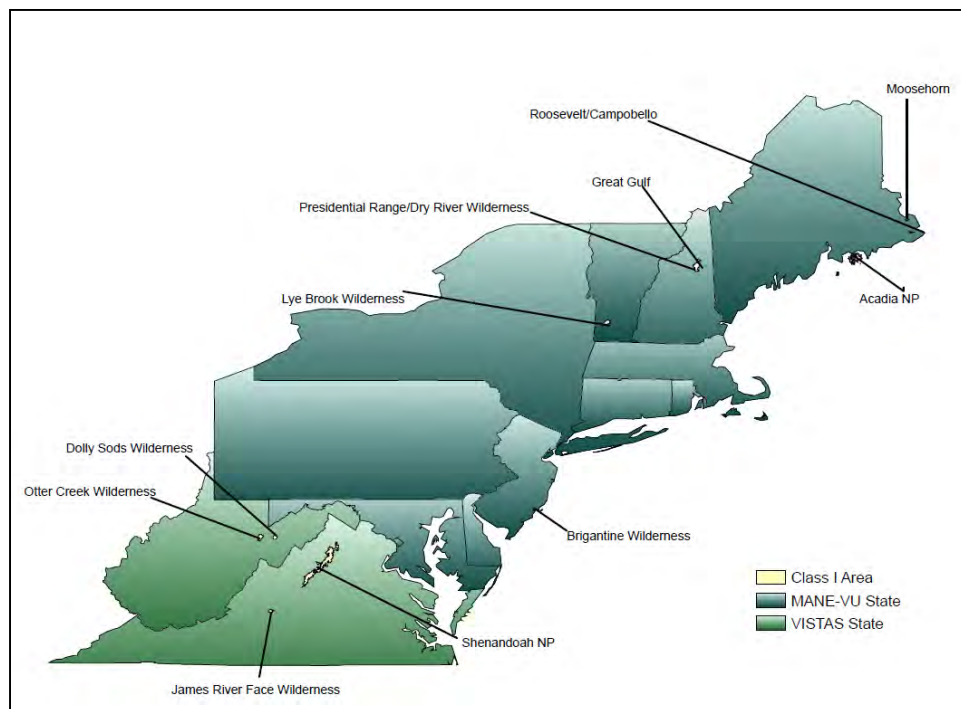 Moosehorn
Roosevelt/Campobello
Great Gulf
Presidential Range/Dry River Wilderness
Lye Brook Wilderness
Acadia NP
Dolly Sods Wilderness
Otter Creek Wilderness
Brigantine Wilderness
Class I Area
MANE-VU State
VISTAS State
Shenandoah NP
James River Face Wilderness